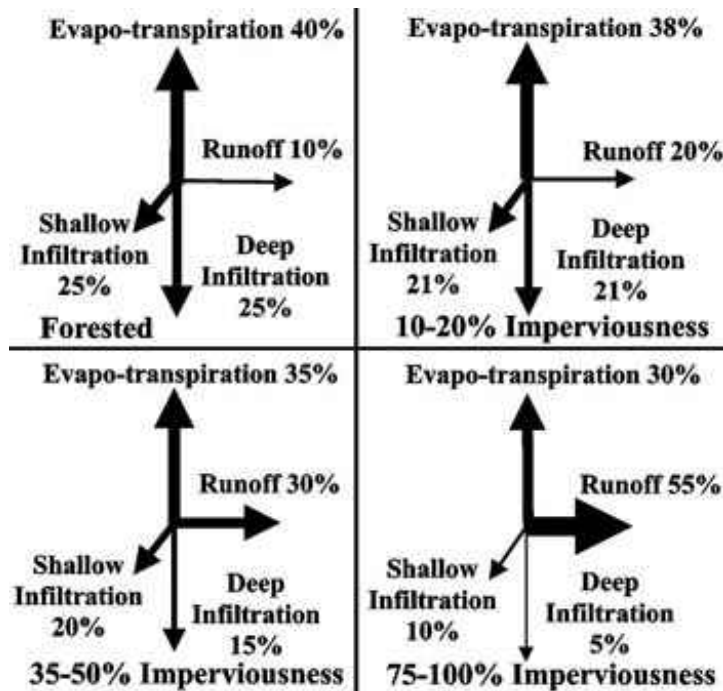 Evapo-transpiration 40%
Runoff 10%
Shallow
Infiltration
25%
Deep
Infiltration
25%
Forested
Evapo-transpiration 38%
Runoff 20%
Shallow
Infiltration
21%
Deep
Infiltration
21%
10-20% Imperviousness
Evapo-transpiration 35%
Runoff 30%
Shallow
Infiltration
20%
Deep
Infiltration
15%
35-50% Imperviousness
Evapo-transpiration 30%
Runoff 55%
Shallow
Infiltration
10%
Deep
Infiltration
5%
75-100% Imperviousness